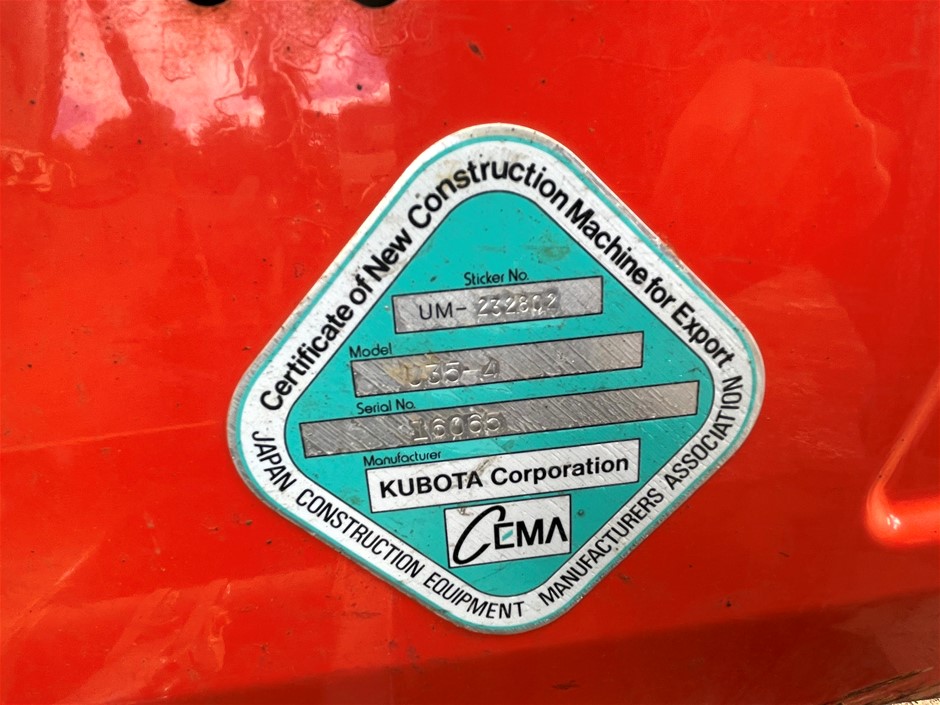 Certificate of New Construction Machine for Export
Sticker No.
UM- 232802
Model
U35-4
Serial No.
16065
Manufacturer
KUBOTA Corporation
CEMA
JAPAN CONSTRUCTION EQUIPMENT MANUFACTURERS ASSOCIATION